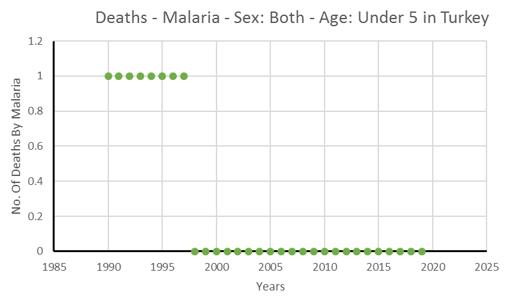 Deaths - Malaria - Sex: Both - Age: Under 5 in Turkey
1.2
1
0.8
0.6
0.4
0.2
0
No. Of Deaths By Malaria
1985 1990 1995 2000 2005 2010 2015 2020 2025
Years